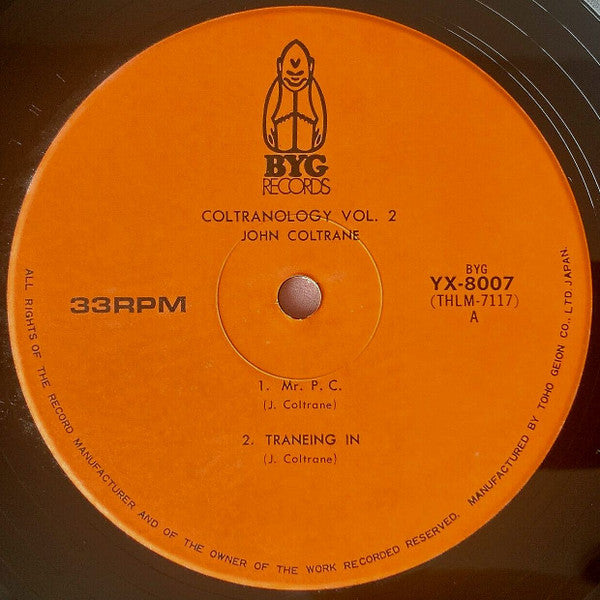 BYG
RECORDS
COLTRANOLOGY VOL. 2
JOHN COLTRANE
33RPM
BYG
YX-8007
(THLM-7117)
A
1. Mr. P. C.
(J. Coltrane)
2. TRANEING IN
(J. Coltrane)
ALL RIGHTS OF THE RECORD MANUFACTURER AND OF THE OWNER OF THE WORK RECORDED RESERVED. MANUFACTURED BY TOHO GEION CO., LTD. JAPAN.